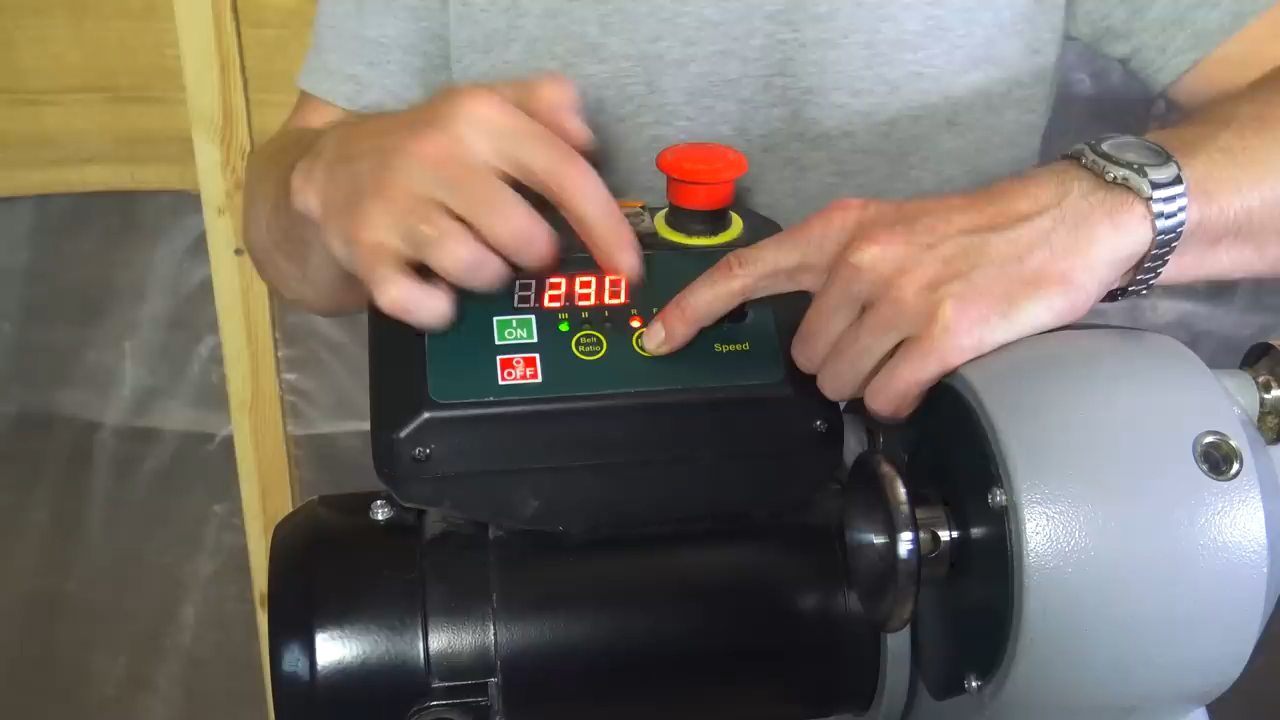 290
III II I R F
I
ON
Belt
Ratio
O
OFF
Speed